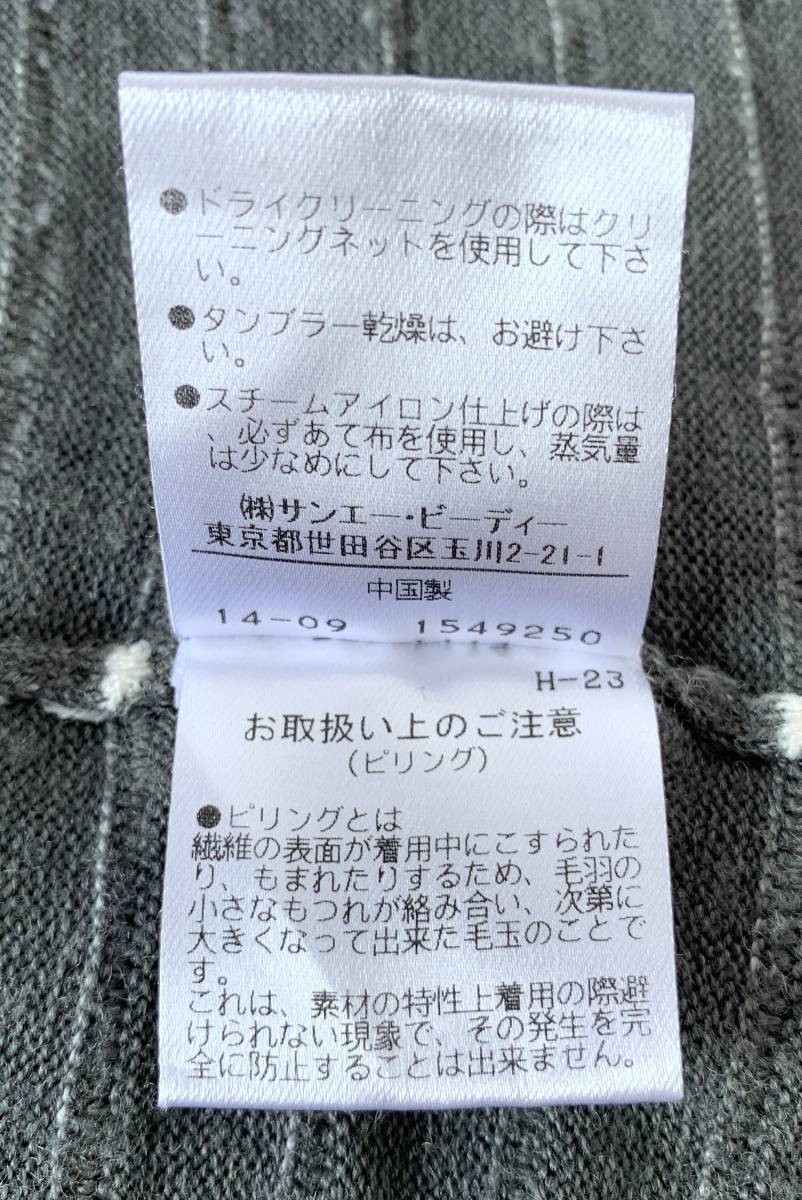 ●ドライクリーニングの際はクリ
ーニングネットを使用して下さ
い。
●タンブラー乾燥は、お避け下さ
い。
●スチームアイロン仕上げの際は
、必ずあて布を使用し、蒸気量
は少なめにして下さい。
㈱サンエー・ビーディー
東京都世田谷区玉川2-21-1
中国製
14-09 1549250
H-23
お取扱い上のご注意
(ピリング)
●ピリングとは
繊維の表面が着用中にこすられた
り、もまれたりするため、毛羽の
小さなもつれが絡み合い、次第に
大きくなって出来た毛玉のことで
す。
これは、素材の特性上着用の際避
けられない現象で、その発生を完
全に防止することは出来ません。